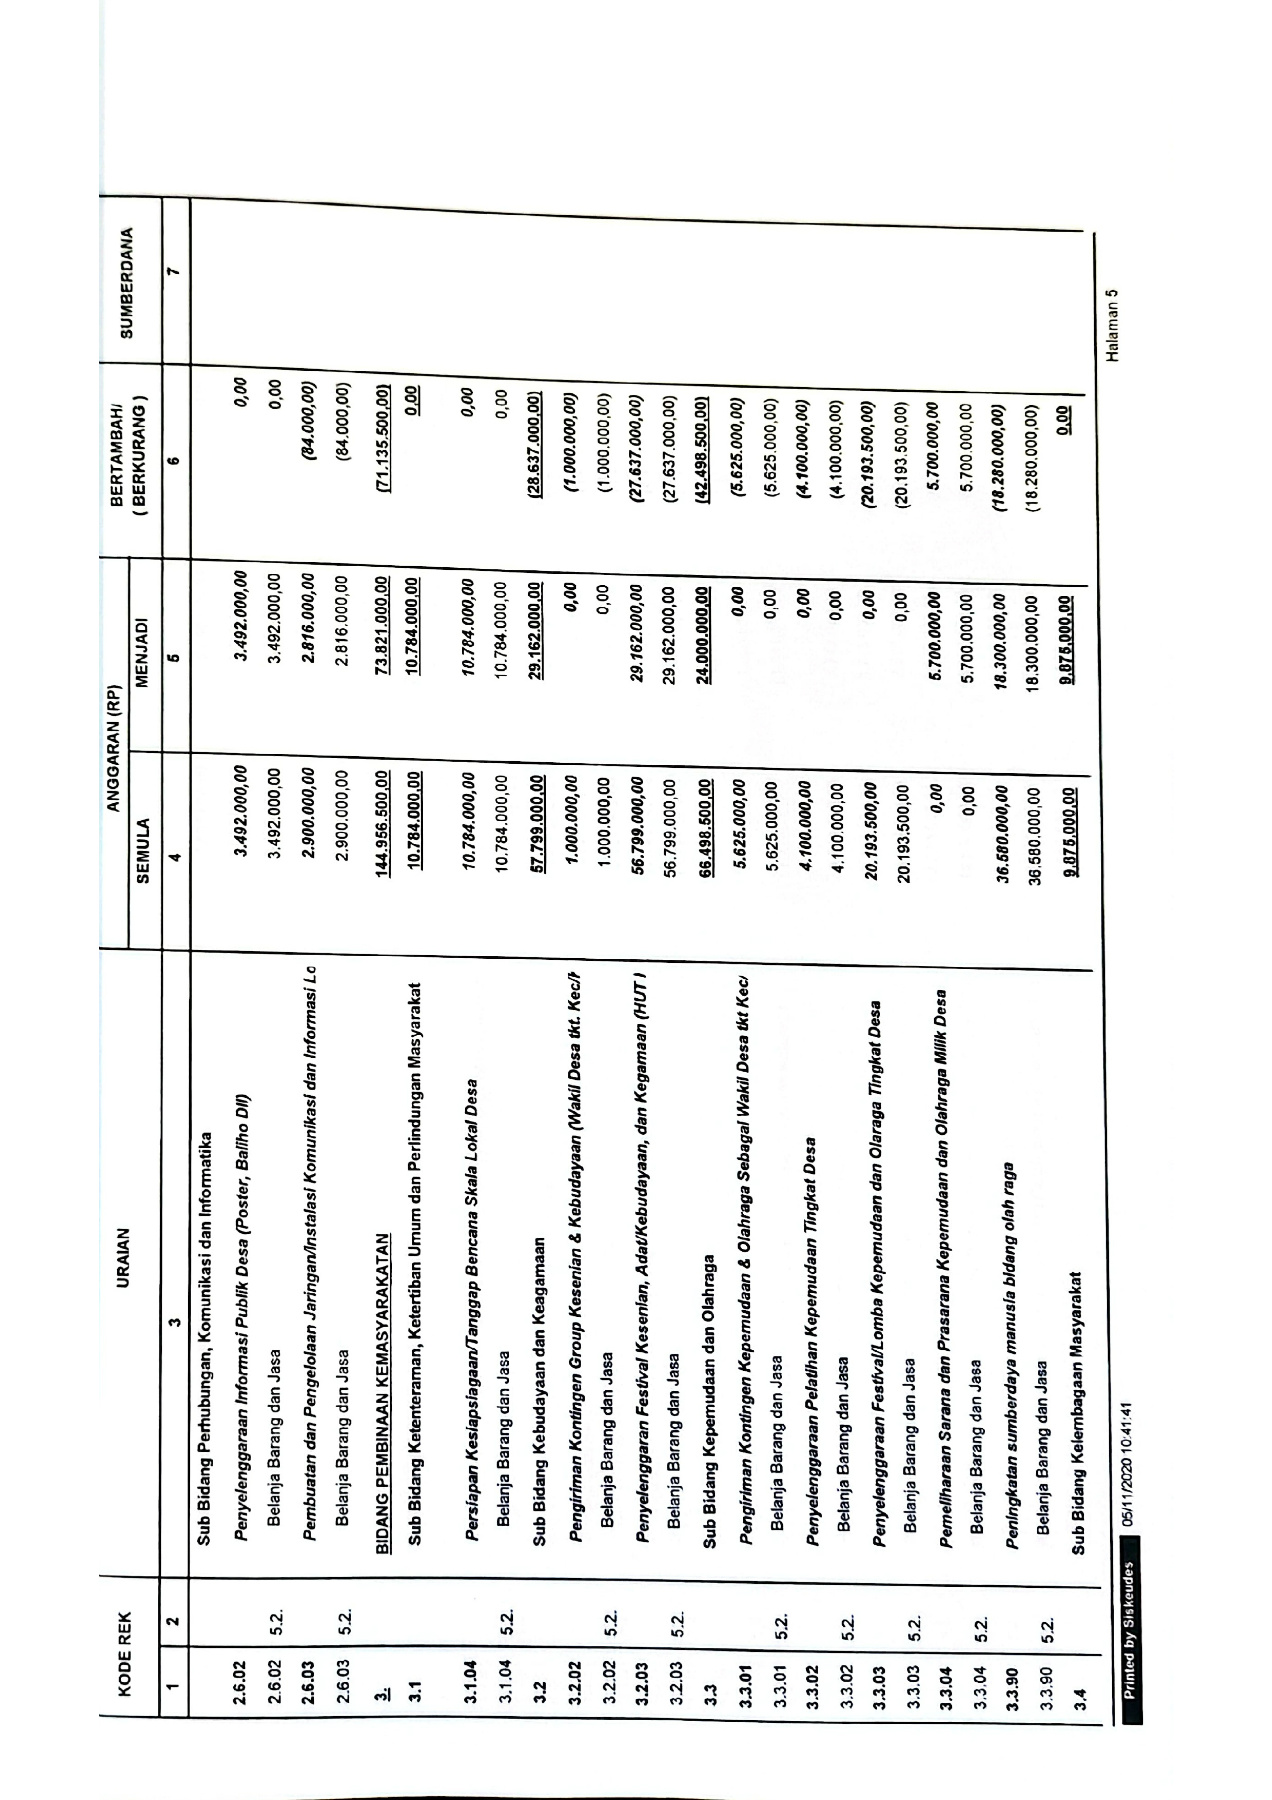 KODE REK URAIAN ANGGARAN (RP) BERTAMBAH/ ( BERKURANG ) SUMBERDANA
SEMULA MENJADI
1 2 3 4 5 6 7
Sub Bidang Perhubungan, Komunikasi dan Informatika
2.6.02 Penyelenggaraan Informasi Publik Desa (Poster, Baliho Dll) 3.492.000,00 3.492.000,00 0,00
2.6.02 5.2. Belanja Barang dan Jasa 3.492.000,00 3.492.000,00 0,00
2.6.03 Pembuatan dan Pengelolaan Jaringan/Instalasi Komunikasi dan Informasi Lo 2.900.000,00 2.816.000,00 (84.000,00)
2.6.03 5.2. Belanja Barang dan Jasa 2.900.000,00 2.816.000,00 (84.000,00)
3. BIDANG PEMBINAAN KEMASYARAKATAN 144.956.500,00 73.821.000,00 (71.135.500,00)
3.1 Sub Bidang Ketenteraman, Ketertiban Umum dan Perlindungan Masyarakat 10.784.000,00 10.784.000,00 0,00
3.1.04 Persiapan Kesiapsiagaan/Tanggap Bencana Skala Lokal Desa 10.784.000,00 10.784.000,00 0,00
3.1.04 5.2. Belanja Barang dan Jasa 10.784.000,00 10.784.000,00 0,00
3.2 Sub Bidang Kebudayaan dan Keagamaan 57.799.000,00 29.162.000,00 (28.637.000,00)
3.2.02 Pengiriman Kontingen Group Kesenian & Kebudayaan (Wakil Desa tkt. Kec/ 1.000.000,00 0,00 (1.000.000,00)
3.2.02 5.2. Belanja Barang dan Jasa 1.000.000,00 0,00 (1.000.000,00)
3.2.03 Penyelenggaran Festival Kesenian, Adat/Kebudayaan, dan Kegamaan (HUT 56.799.000,00 29.162.000,00 (27.637.000,00)
3.2.03 5.2. Belanja Barang dan Jasa 56.799.000,00 29.162.000,00 (27.637.000,00)
3.3 Sub Bidang Kepemudaan dan Olahraga 66.498.500,00 24.000.000,00 (42.498.500,00)
3.3.01 Pengiriman Kontingen Kepemudaan & Olahraga Sebagai Wakil Desa tkt Kec/ 5.625.000,00 0,00 (5.625.000,00)
3.3.01 5.2. Belanja Barang dan Jasa 5.625.000,00 0,00 (5.625.000,00)
3.3.02 Penyelenggaraan Pelatihan Kepemudaan Tingkat Desa 4.100.000,00 0,00 (4.100.000,00)
3.3.02 5.2. Belanja Barang dan Jasa 4.100.000,00 0,00 (4.100.000,00)
3.3.03 Penyelenggaraan Festival/Lomba Kepemudaan dan Olaraga Tingkat Desa 20.193.500,00 0,00 (20.193.500,00)
3.3.03 5.2. Belanja Barang dan Jasa 20.193.500,00 0,00 (20.193.500,00)
3.3.04 Pemeliharaan Sarana dan Prasarana Kepemudaan dan Olahraga Milik Desa 0,00 5.700.000,00 5.700.000,00
3.3.04 5.2. Belanja Barang dan Jasa 0,00 5.700.000,00 5.700.000,00
3.3.90 Peningkatan sumberdaya manusia bidang olah raga 36.580.000,00 18.300.000,00 (18.280.000,00)
3.3.90 5.2. Belanja Barang dan Jasa 36.580.000,00 18.300.000,00 (18.280.000,00)
3.4 Sub Bidang Kelembagaan Masyarakat 9.875.000,00 9.875.000,00 0,00
Printed by Siskeudes 05/11/2020 10:41:41 Halaman 5